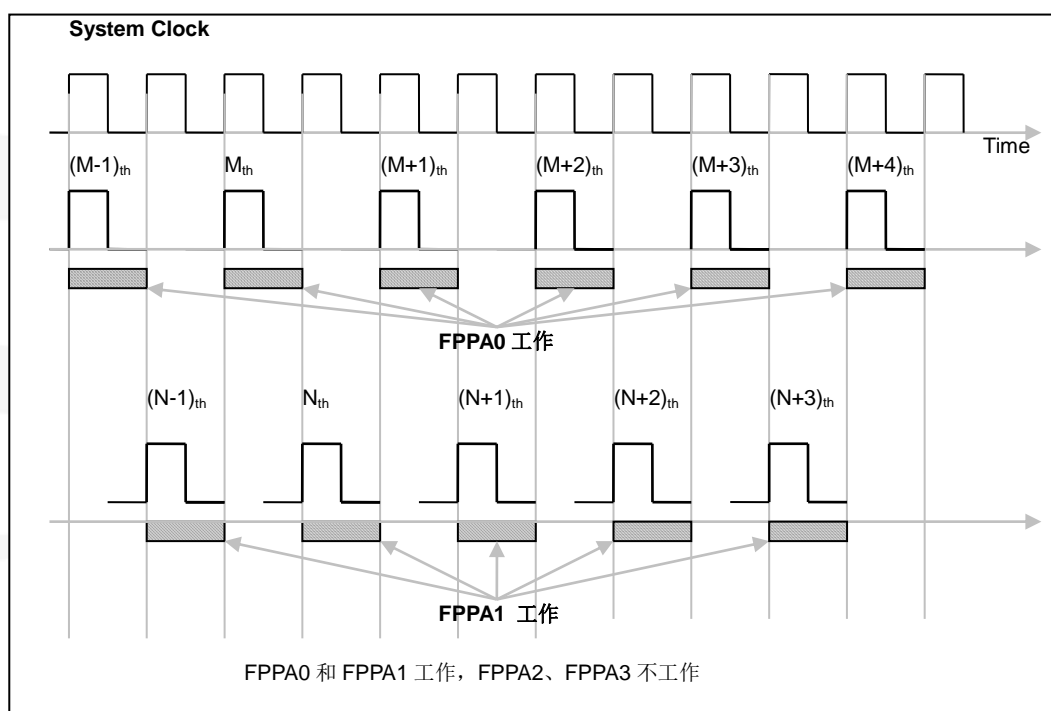 System Clock
Time
(M-1)th Mth (M+1)th (M+2)th (M+3)th (M+4)th
FPPA0 工作
(N-1)th Nth (N+1)th (N+2)th (N+3)th
FPPA1 工作
FPPA0 和 FPPA1 工作，FPPA2、FPPA3 不工作